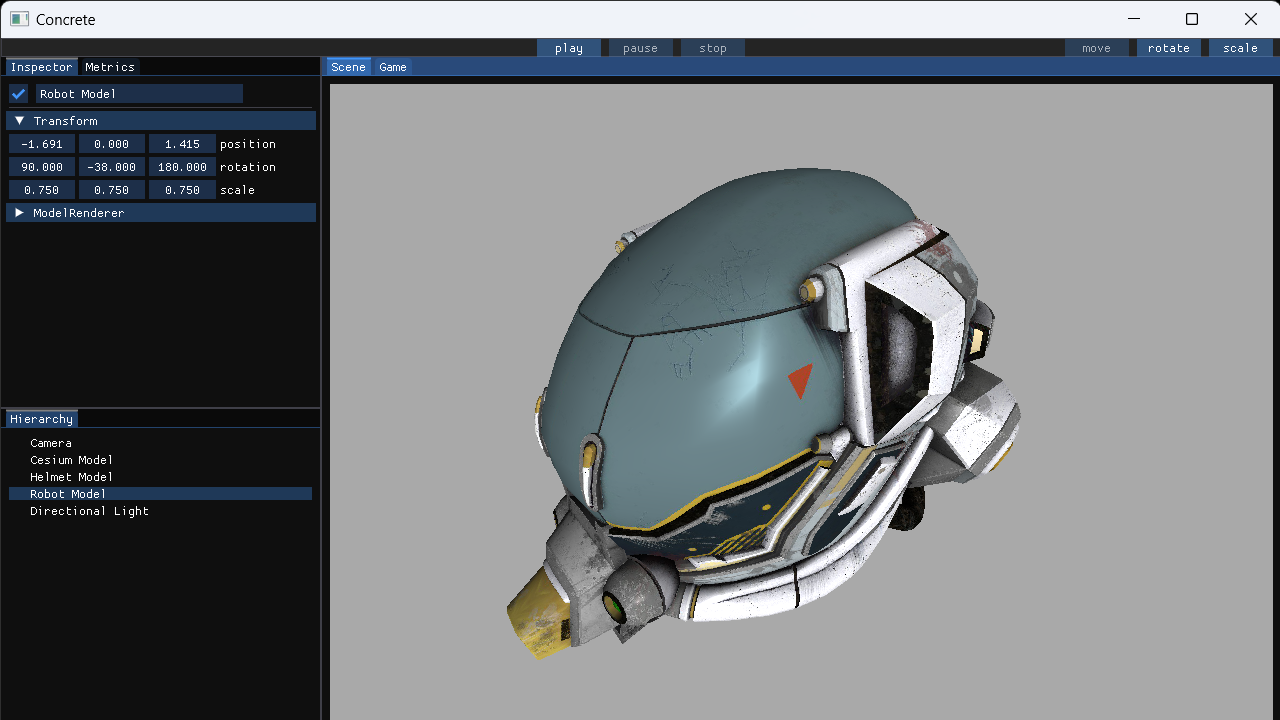 Concrete
play pause stop move rotate scale
Inspector Metrics Scene Game
Robot Model
Transform
-1.691 0.000 1.415 position
90.000 -38.000 180.000 rotation
0.750 0.750 0.750 scale
ModelRenderer
Hierarchy
Camera
Cesium Model
Helmet Model
Robot Model
Directional Light